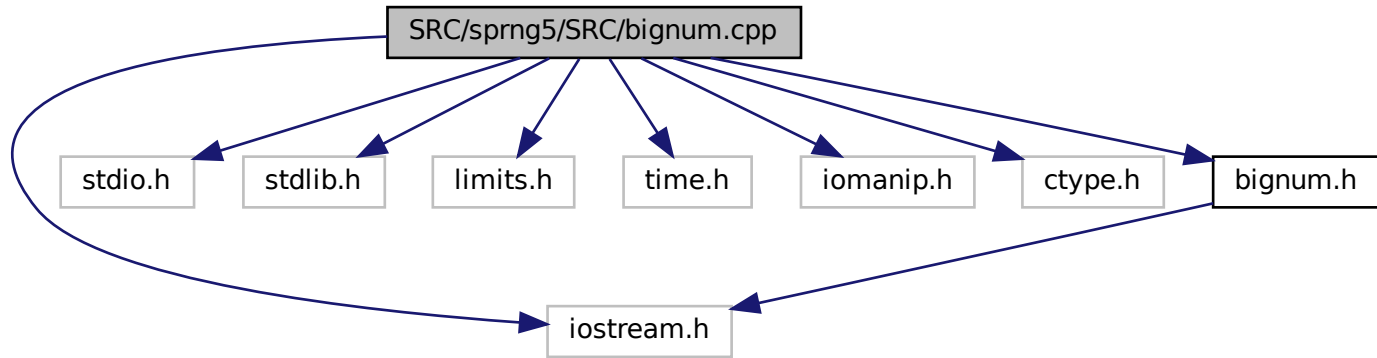 SRC/sprng5/SRC/bignum.cpp
stdio.h
stdlib.h
limits.h
time.h
iomanip.h
ctype.h
bignum.h
iostream.h